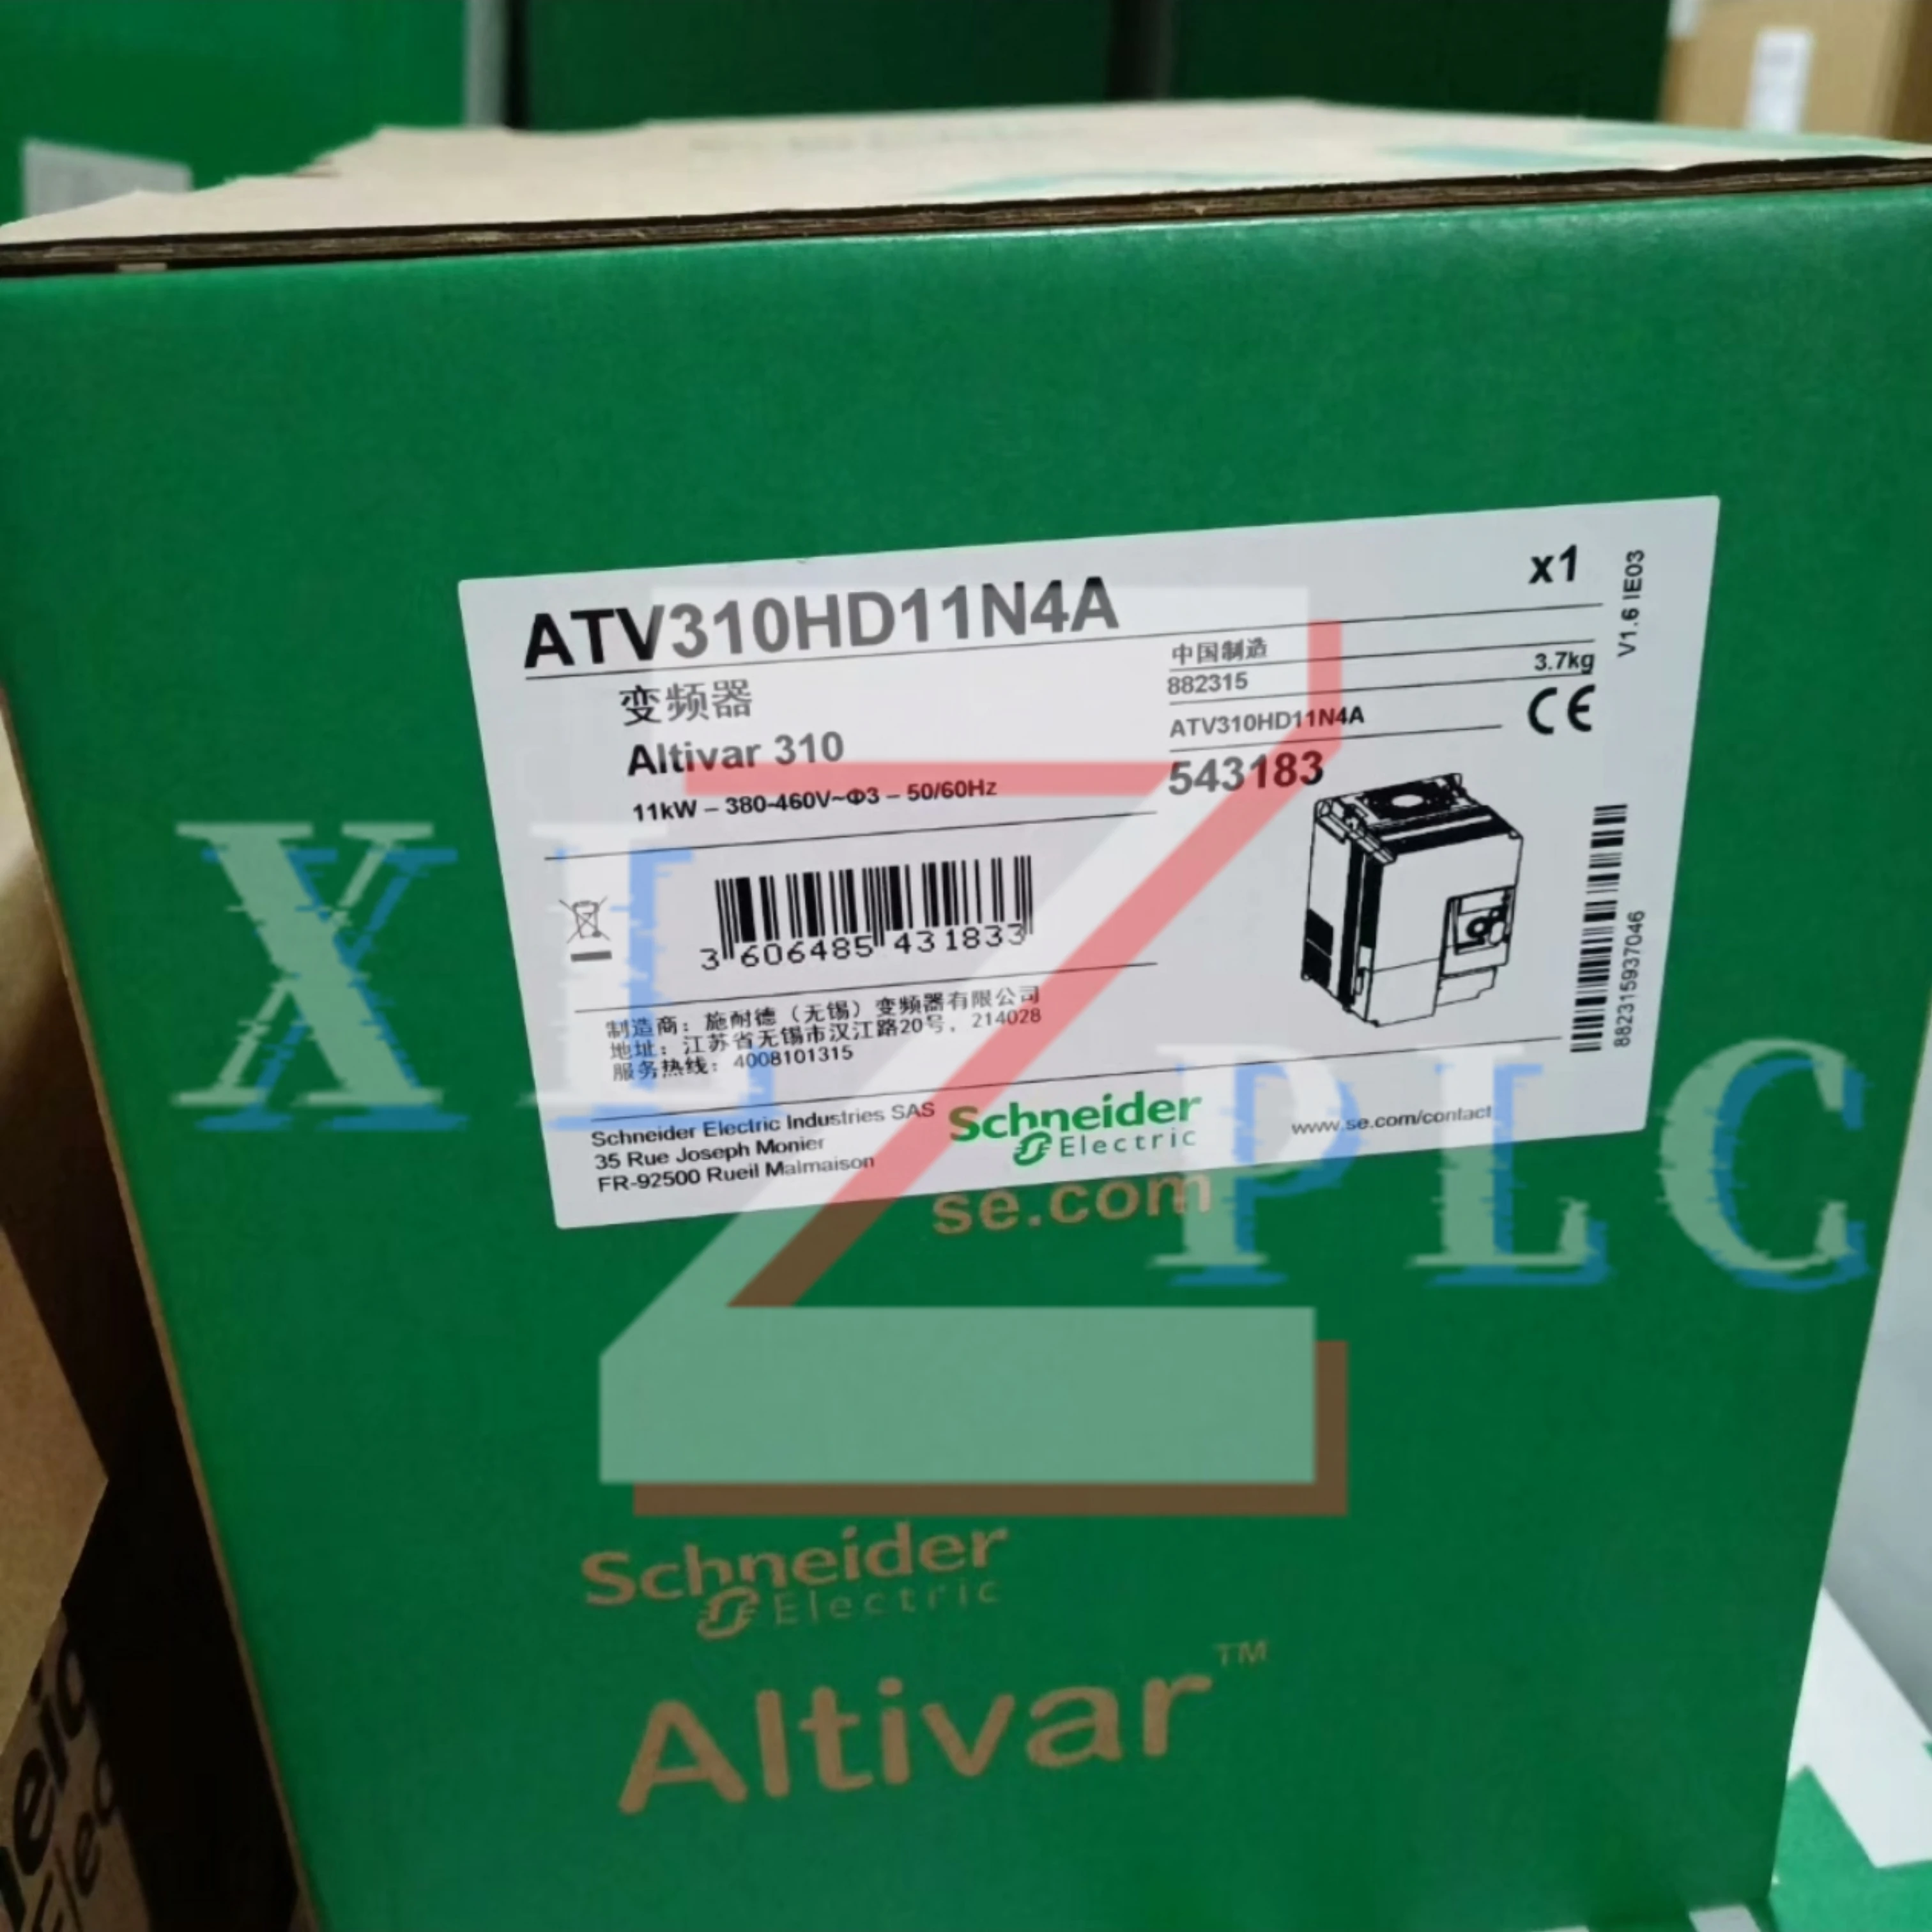 ATV310HD11N4A
x1
V1.6 IE03
变频器
Altivar 310
11kW – 380-460V~Φ3 – 50/60Hz
中国制造
3.7kg
882315
ATV310HD11N4A
CE
543183
3 606485 431833
882315937046
制造商：施耐德（无锡）变频器有限公司
地址：江苏省无锡市汉江路20号，214028
服务热线：4008101315
Schneider Electric Industries SAS
35 Rue Joseph Monier
FR-92500 Rueil Malmaison
Schneider
Electric
www.se.com/contact
se.com
XL Z PLC
Schneider
Electric
Altivar™